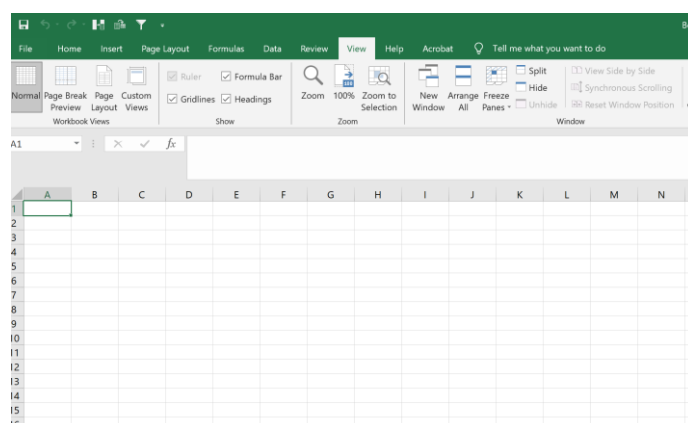 Be
File Home Insert Page Layout Formulas Data Review View Help Acrobat Tell me what you want to do
Normal Page Break Preview Page Layout Custom Views
Workbook Views
Ruler Formula Bar
Gridlines Headings
Show
Zoom 100% Zoom to Selection
Zoom
New Window Arrange All Freeze Panes
Split
Hide
Unhide
View Side by Side
Synchronous Scrolling
Reset Window Position
Window
A1 fx
A B C D E F G H I J K L M N
1
2
3
4
5
6
7
8
9
10
11
12
13
14
15